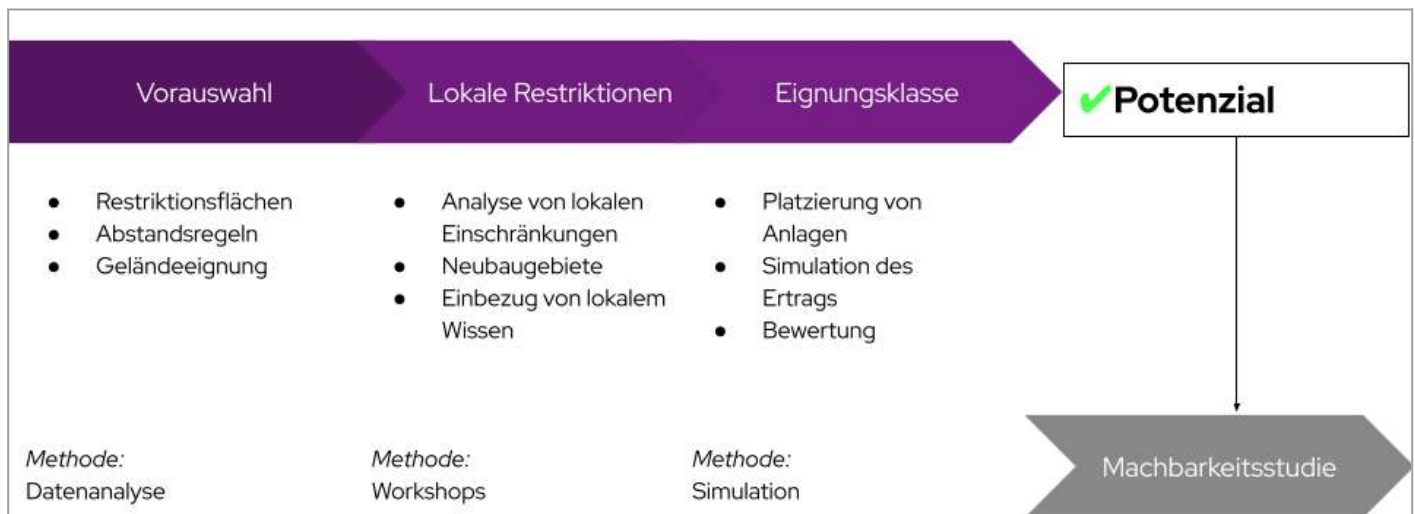 Vorauswahl
Lokale Restriktionen
Eignungsklasse
✔Potenzial
● Restriktionsflächen
● Abstandsregeln
● Geländeeignung
● Analyse von lokalen
Einschränkungen
● Neubaugebiete
● Einbezug von lokalem
Wissen
● Platzierung von
Anlagen
● Simulation des
Ertrags
● Bewertung
Methode:
Datenanalyse
Methode:
Workshops
Methode:
Simulation
Machbarkeitsstudie